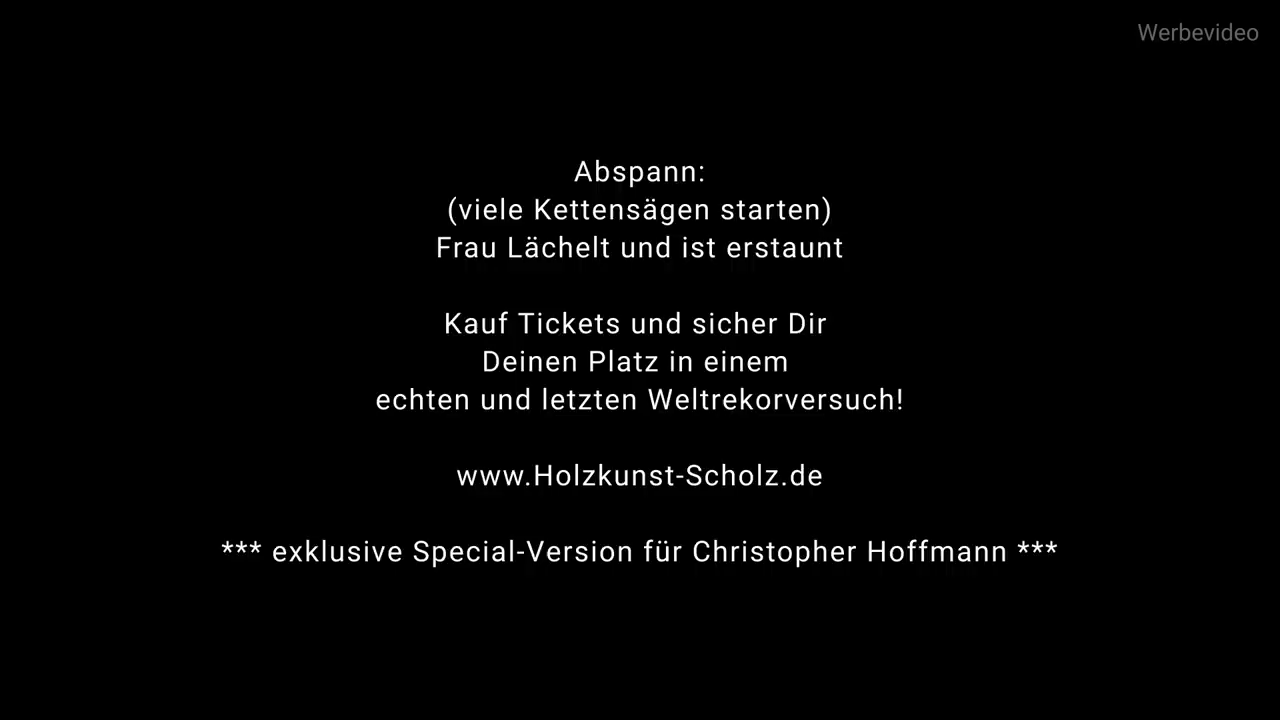 Werbevideo
Abspann:
(viele Kettensägen starten)
Frau Lächelt und ist erstaunt
Kauf Tickets und sicher Dir
Deinen Platz in einem
echten und letzten Weltrekorversuch!
www.Holzkunst-Scholz.de
*** exklusive Special-Version für Christopher Hoffmann ***